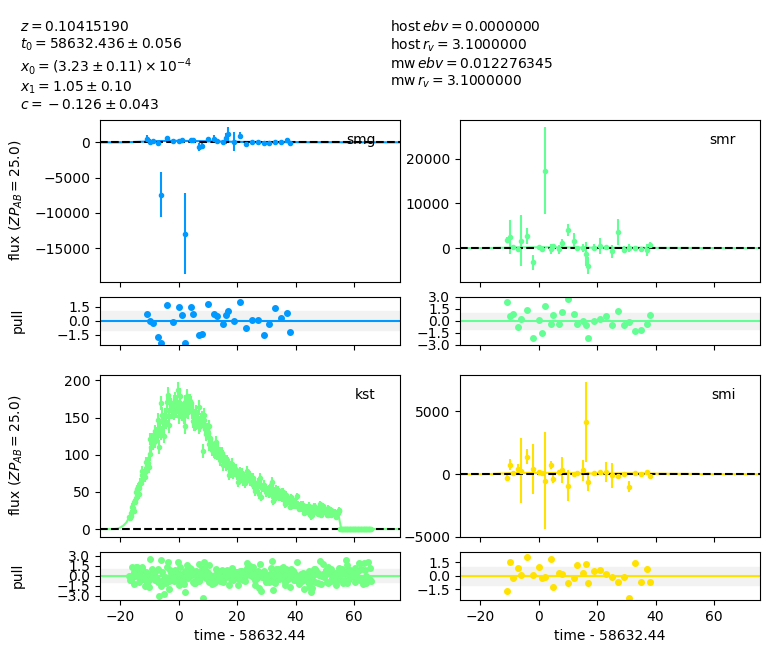 z = 0.10415190
t₀ = 58632.436 ± 0.056
x₀ = (3.23 ± 0.11) × 10⁻⁴
x₁ = 1.05 ± 0.10
c = −0.126 ± 0.043
host ebv = 0.0000000
host r_v = 3.1000000
mw ebv = 0.012276345
mw r_v = 3.1000000
smg
flux (ZP_AB = 25.0)
0
−5000
−10000
−15000
smr
20000
10000
0
pull
1.5
0.0
−1.5
3.0
1.5
0.0
−1.5
−3.0
kst
flux (ZP_AB = 25.0)
200
150
100
50
0
smi
5000
0
−5000
pull
3.0
1.5
0.0
−1.5
−3.0
1.5
0.0
−1.5
−20 0 20 40 60
time - 58632.44
−20 0 20 40 60
time - 58632.44